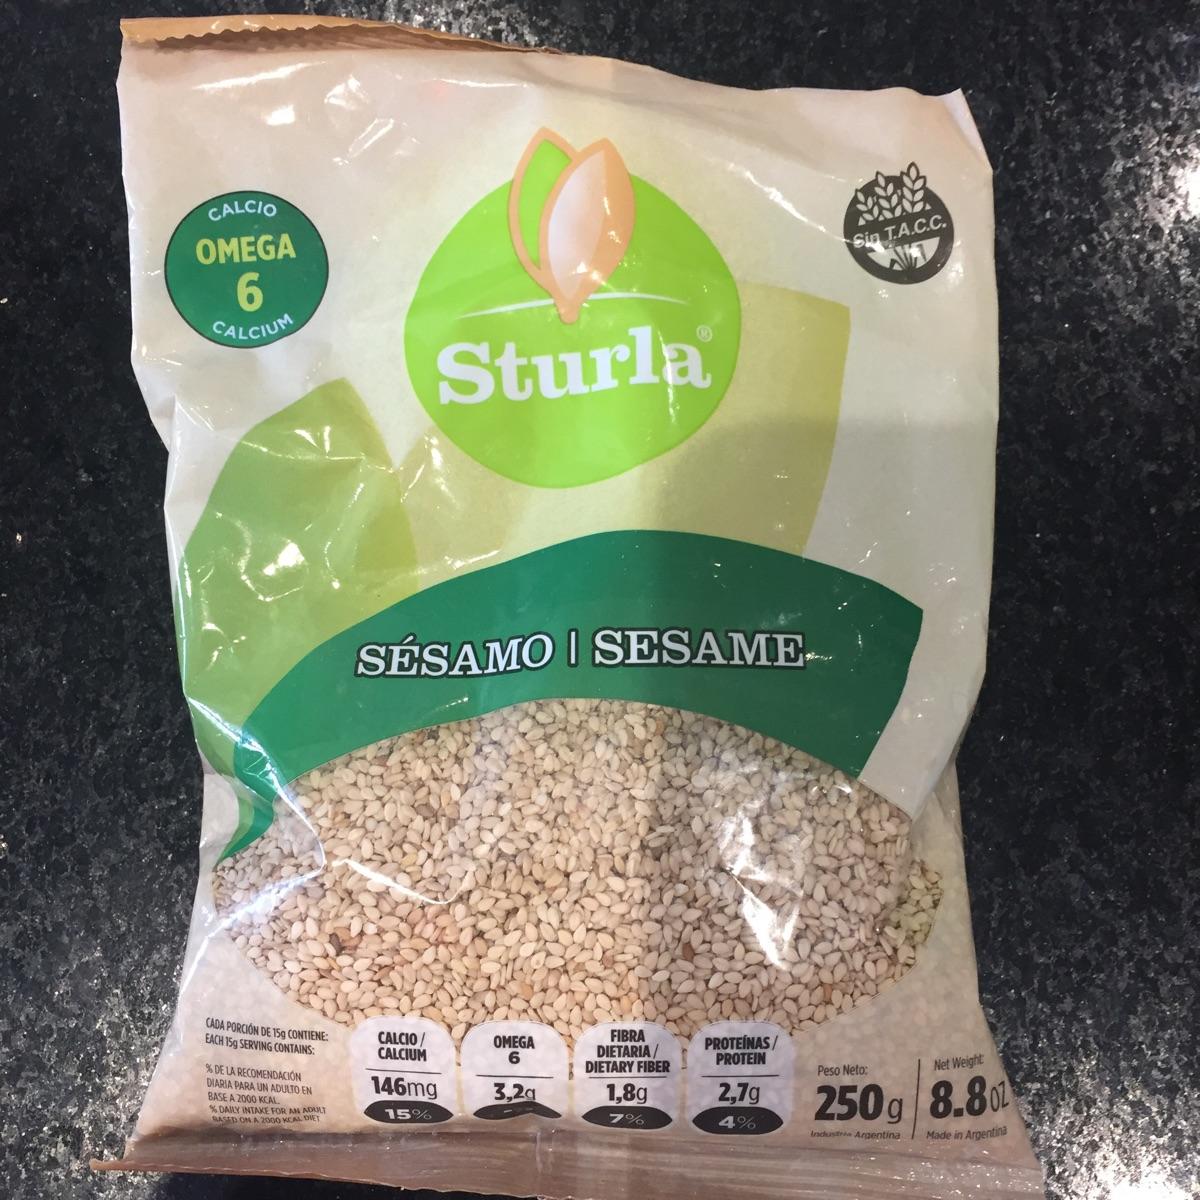 CALCIO
OMEGA
6
CALCIUM
Sin T.A.C.C.
Sturla®
SÉSAMO | SESAME
CADA PORCIÓN DE 15g CONTIENE:
EACH 15g SERVING CONTAINS:
% DE LA RECOMENDACIÓN
DIARIA PARA UN ADULTO EN
BASE A 2000 KCAL.
% DAILY INTAKE FOR AN ADULT
BASED ON A 2000 KCAL DIET
CALCIO /
CALCIUM
146mg
15%
OMEGA
6
3,2g
FIBRA
DIETARIA /
DIETARY FIBER
1,8g
7%
PROTEÍNAS /
PROTEIN
2,7g
4%
Peso Neto:
250g
Industria Argentina
Net Weight:
8.8oz
Made in Argentina